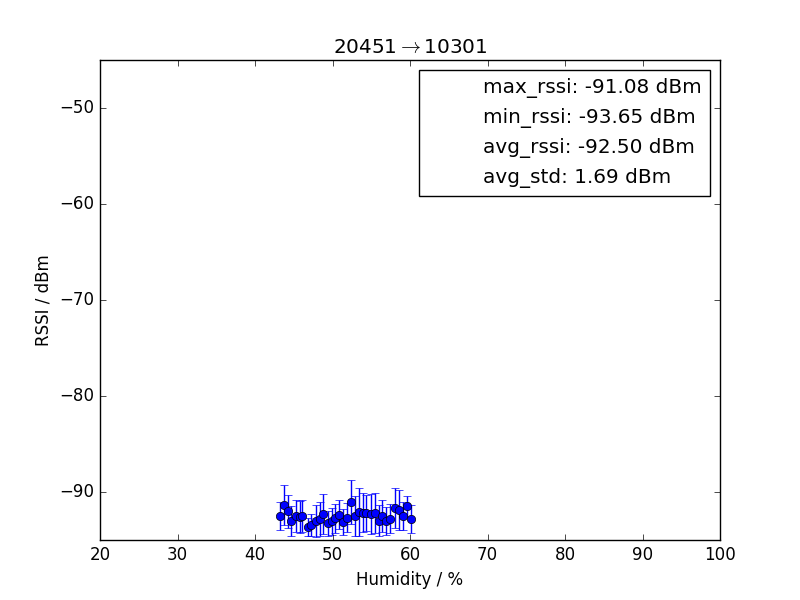 20451→10301
max_rssi: -91.08 dBm
min_rssi: -93.65 dBm
avg_rssi: -92.50 dBm
avg_std: 1.69 dBm
RSSI / dBm
−50
−60
−70
−80
−90
20 30 40 50 60 70 80 90 100
Humidity / %